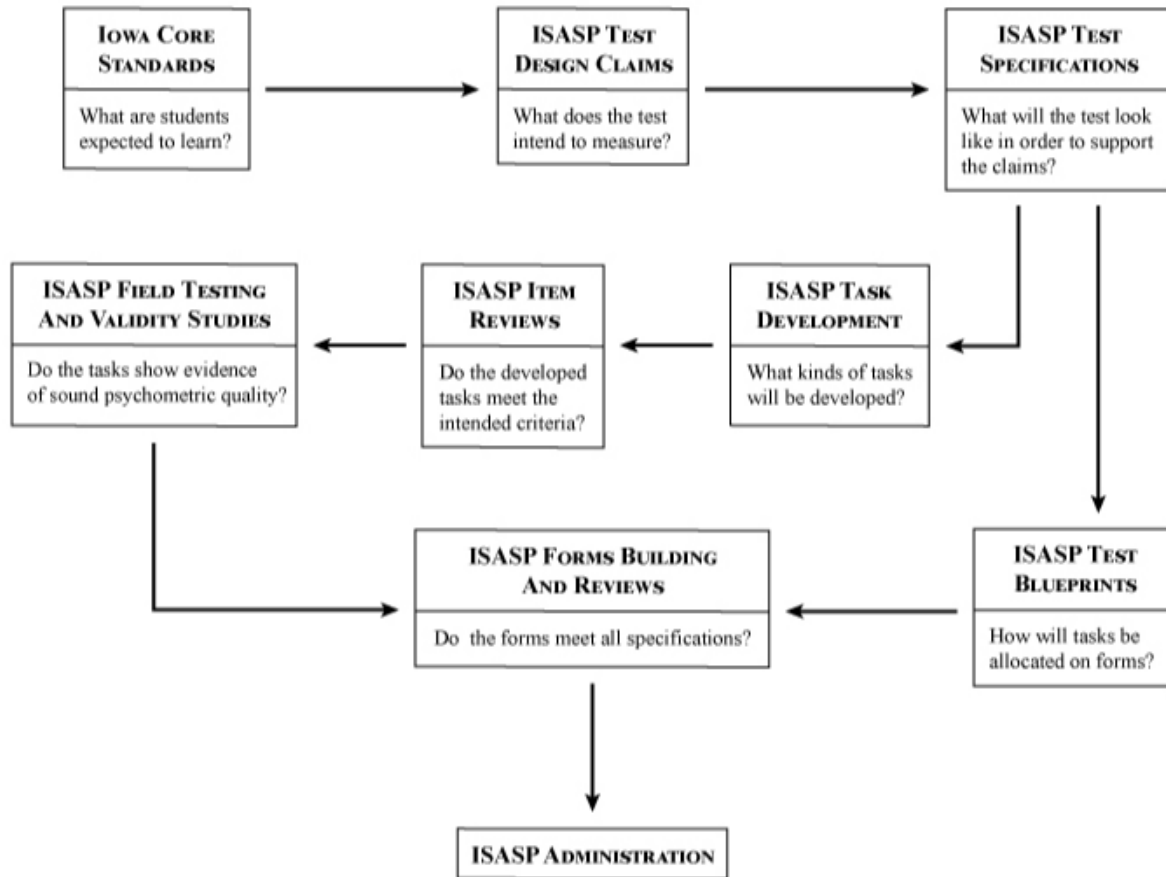 IOWA CORE
STANDARDS
What are students
expected to learn?
ISASP TEST
DESIGN CLAIMS
What does the test
intend to measure?
ISASP TEST
SPECIFICATIONS
What will the test look
like in order to support
the claims?
ISASP FIELD TESTING
AND VALIDITY STUDIES
Do the tasks show evidence
of sound psychometric quality?
ISASP ITEM
REVIEWS
Do the developed
tasks meet the
intended criteria?
ISASP TASK
DEVELOPMENT
What kinds of tasks
will be developed?
ISASP FORMS BUILDING
AND REVIEWS
Do the forms meet all specifications?
ISASP TEST
BLUEPRINTS
How will tasks be
allocated on forms?
ISASP ADMINISTRATION